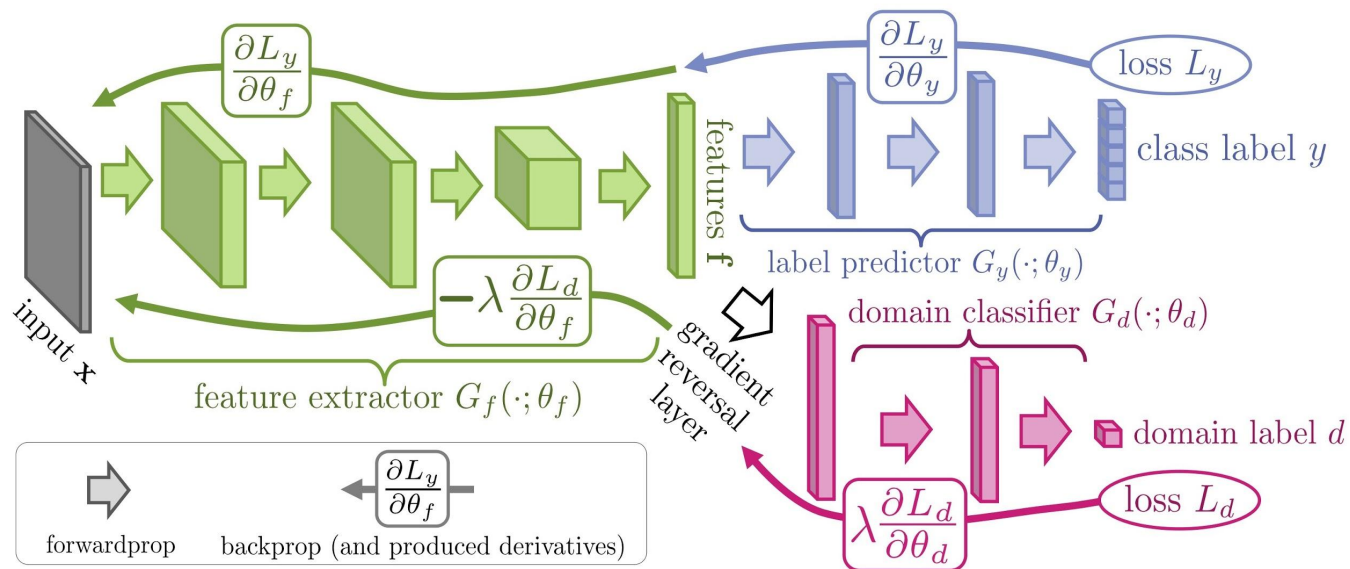 ∂L_y/∂θ_f
∂L_y/∂θ_y
loss L_y
features f
class label y
label predictor G_y(·; θ_y)
input x
−λ ∂L_d/∂θ_f
gradient
reversal
layer
domain classifier G_d(·; θ_d)
feature extractor G_f(·; θ_f)
domain label d
∂L_y/∂θ_f
forwardprop
backprop (and produced derivatives)
λ ∂L_d/∂θ_d
loss L_d